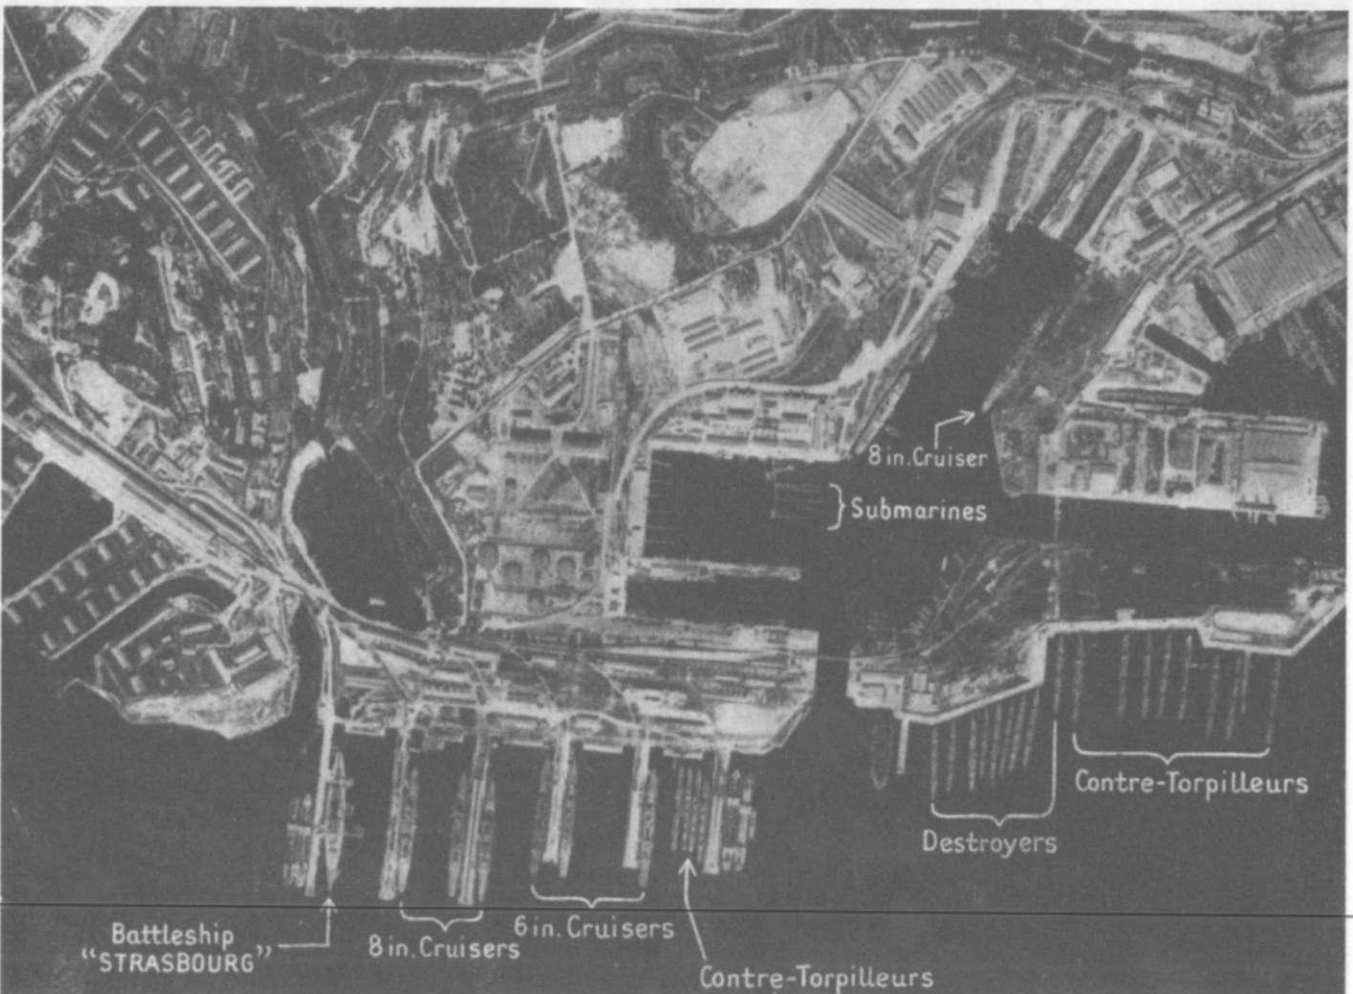 8 in. Cruiser
Submarines
Contre-Torpilleurs
Destroyers
Battleship
"STRASBOURG"
8 in. Cruisers
6 in. Cruisers
Contre-Torpilleurs